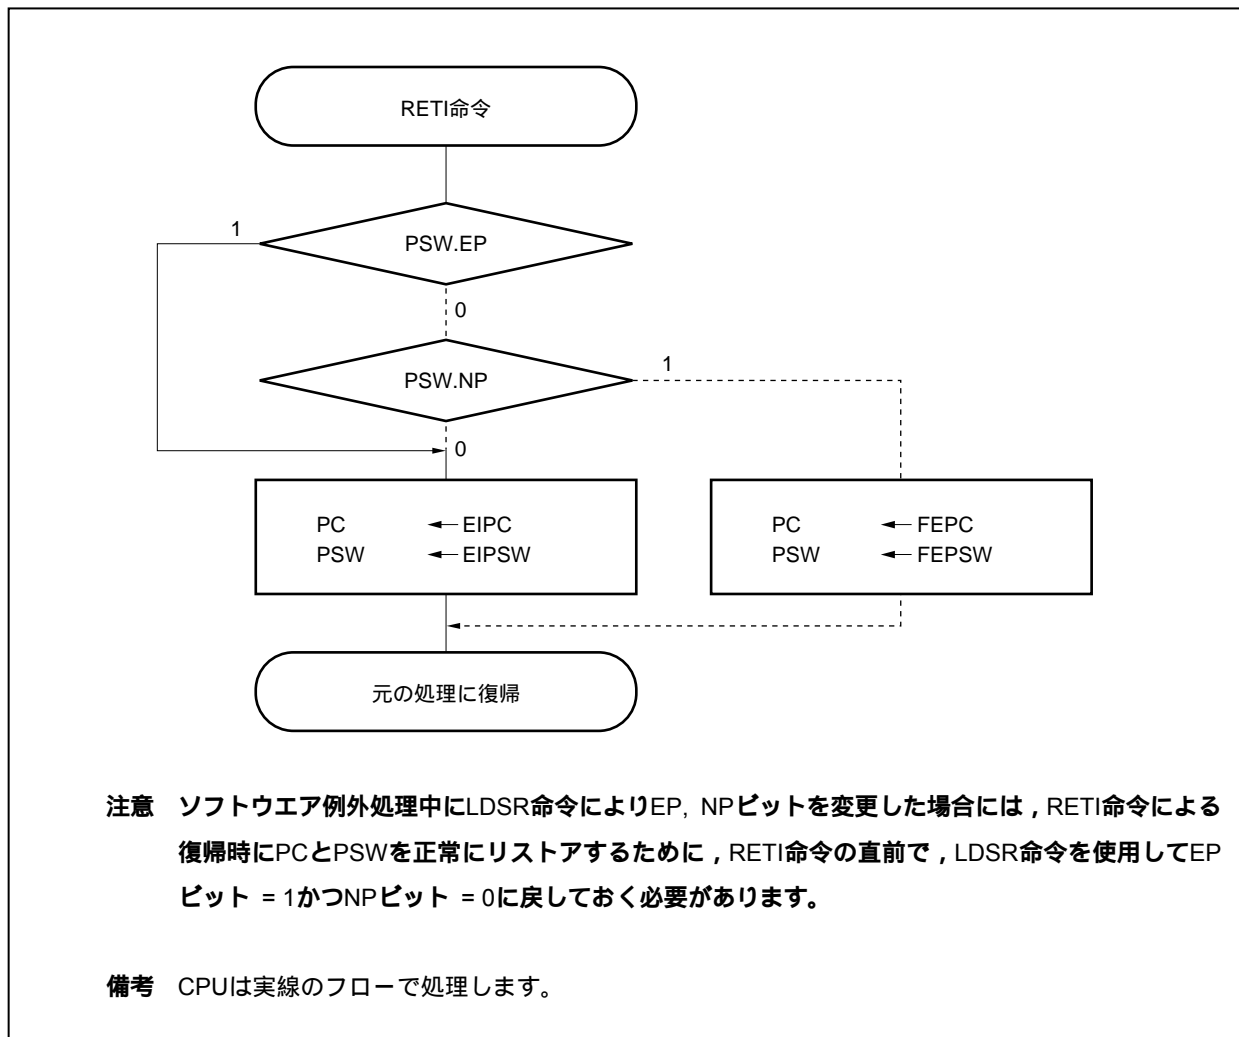 RETI命令
1
PSW.EP
0
PSW.NP
1
0
PC ← EIPC
PSW ← EIPSW
PC ← FEPC
PSW ← FEPSW
元の処理に復帰
注意 ソフトウエア例外処理中にLDSR命令によりEP, NPビットを変更した場合には，RETI命令による
復帰時にPCとPSWを正常にリストアするために，RETI命令の直前で，LDSR命令を使用してEP
ビット = 1かつNPビット = 0に戻しておく必要があります。
備考 CPUは実線のフローで処理します。